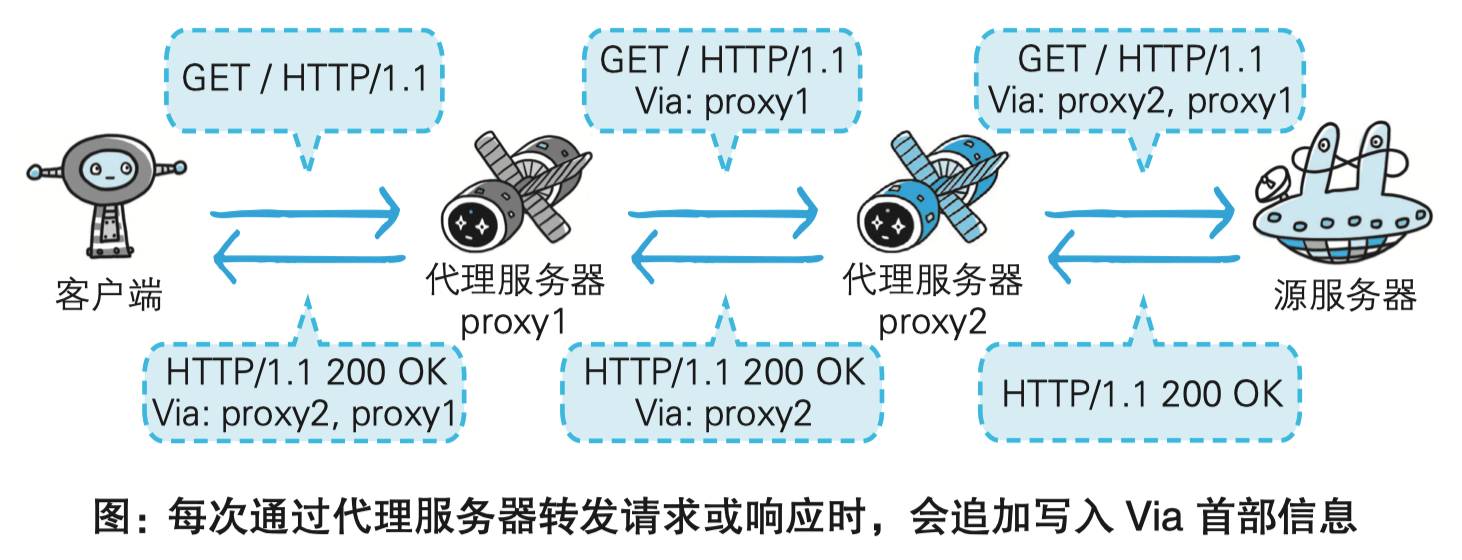 GET / HTTP/1.1
GET / HTTP/1.1
Via: proxy1
GET / HTTP/1.1
Via: proxy2, proxy1
客户端
代理服务器
proxy1
代理服务器
proxy2
源服务器
HTTP/1.1 200 OK
Via: proxy2, proxy1
HTTP/1.1 200 OK
Via: proxy2
HTTP/1.1 200 OK
图：每次通过代理服务器转发请求或响应时，会追加写入 Via 首部信息